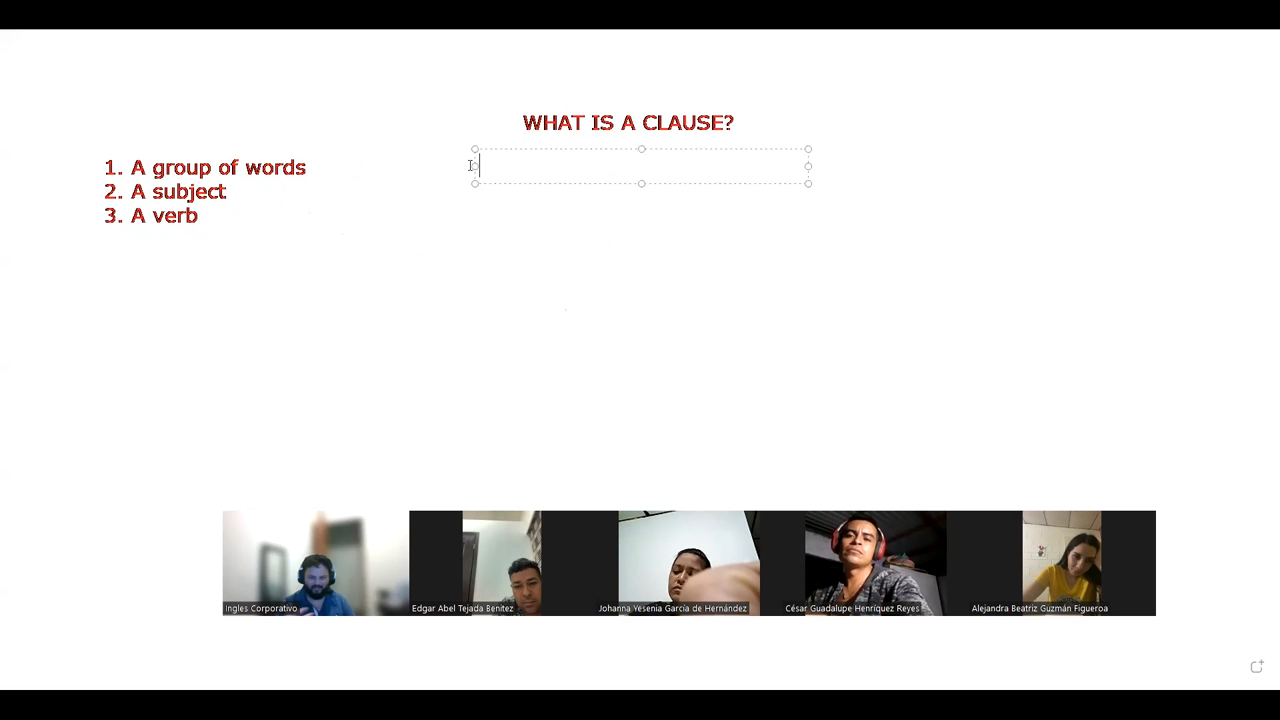 WHAT IS A CLAUSE?
1. A group of words
2. A subject
3. A verb
Ingles Corporativo
Edgar Abel Tejada Benitez
Johanna Yesenia García de Hernández
César Guadalupe Henríquez Reyes
Alejandra Beatriz Guzmán Figueroa